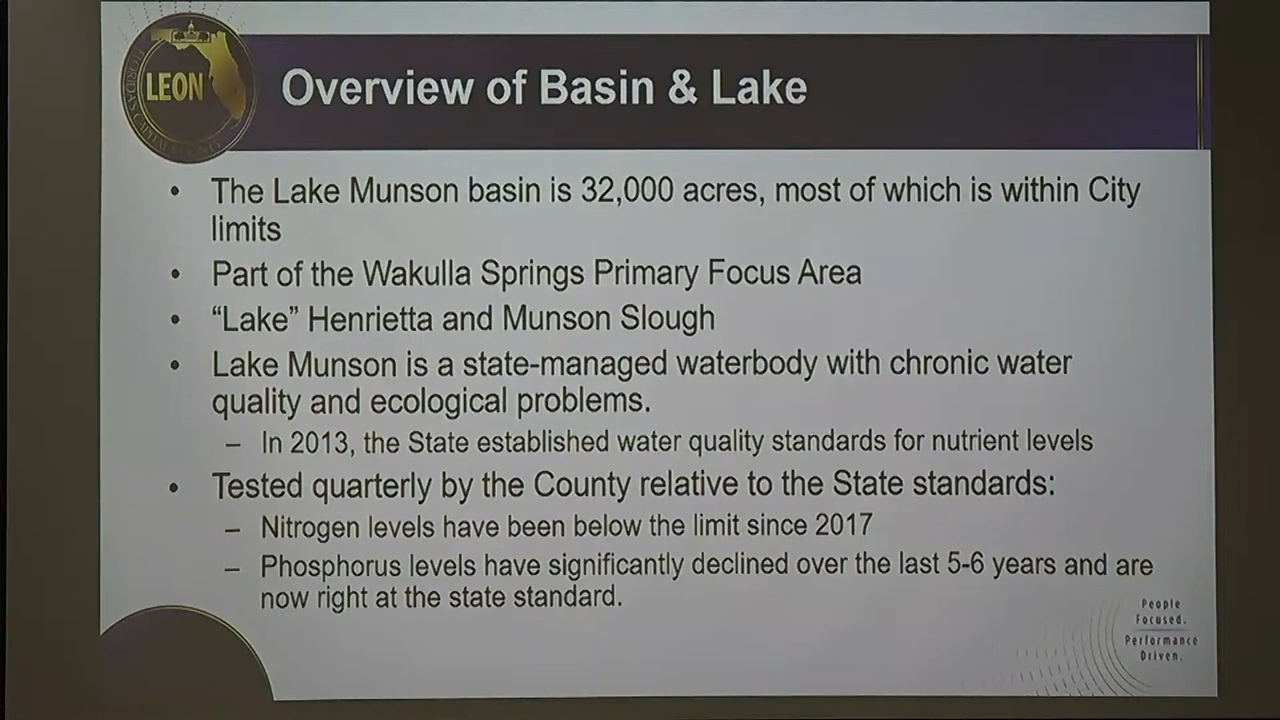 LEON
FLORIDA'S CAPITAL COUNTY
Overview of Basin & Lake
• The Lake Munson basin is 32,000 acres, most of which is within City
limits
• Part of the Wakulla Springs Primary Focus Area
• “Lake” Henrietta and Munson Slough
• Lake Munson is a state-managed waterbody with chronic water
quality and ecological problems.
– In 2013, the State established water quality standards for nutrient levels
• Tested quarterly by the County relative to the State standards:
– Nitrogen levels have been below the limit since 2017
– Phosphorus levels have significantly declined over the last 5-6 years and are
now right at the state standard.
People
Focused.
Performance
Driven.